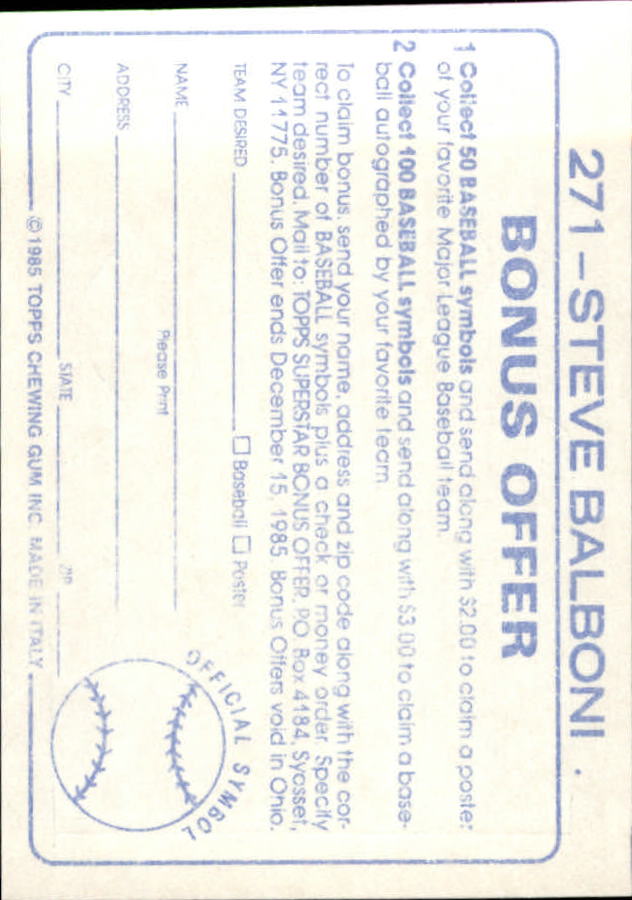 271-STEVE BALBONI .
BONUS OFFER
1 Collect 50 BASEBALL symbols and send along with $2.00 to claim a poster
of your favorite Major League Baseball team.
2 Collect 100 BASEBALL symbols and send along with $3.00 to claim a base-
ball autographed by your favorite team.
To claim bonus, send your name, address and zip code along with the cor-
rect number of BASEBALL symbols plus a check or money order. Specify
team desired. Mail to: TOPPS SUPERSTAR BONUS OFFER, P.O. Box 4184, Syosset,
NY 11775. Bonus Offer ends December 15, 1985. Bonus Offers void in Ohio.
TEAM DESIRED ☐ Baseball ☐ Poster
NAME
Please Print
ADDRESS
CITY STATE ZIP
OFFICIAL SYMBOL
© 1985 TOPPS CHEWING GUM INC. MADE IN ITALY